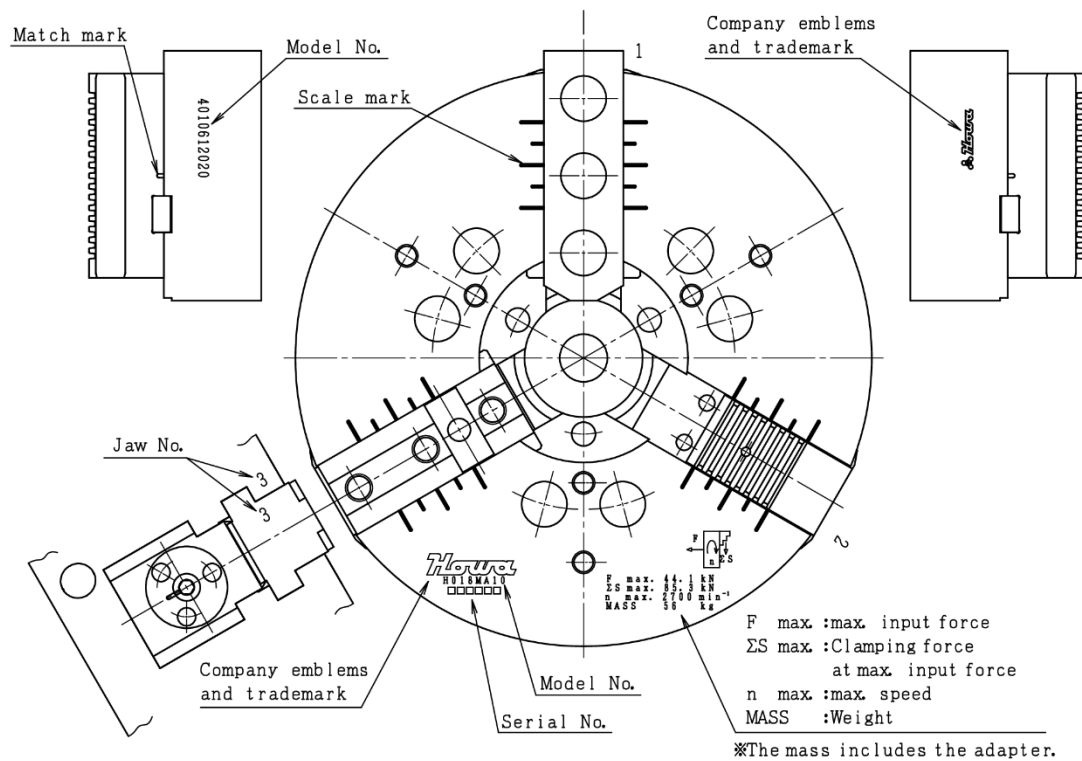 Match mark
Model No.
4010612020
Scale mark
1
Company emblems
and trademark
Howa
Jaw No.
3
3
2
Howa
H018MA10
□□□□□□
F
n ΣS
F max. 44.1 kN
ΣS max. 85.3 kN
n max. 2700 min⁻¹
MASS 56 kg
Company emblems
and trademark
Model No.
Serial No.
F max. :max. input force
ΣS max. :Clamping force
at max. input force
n max. :max. speed
MASS :Weight
※The mass includes the adapter.